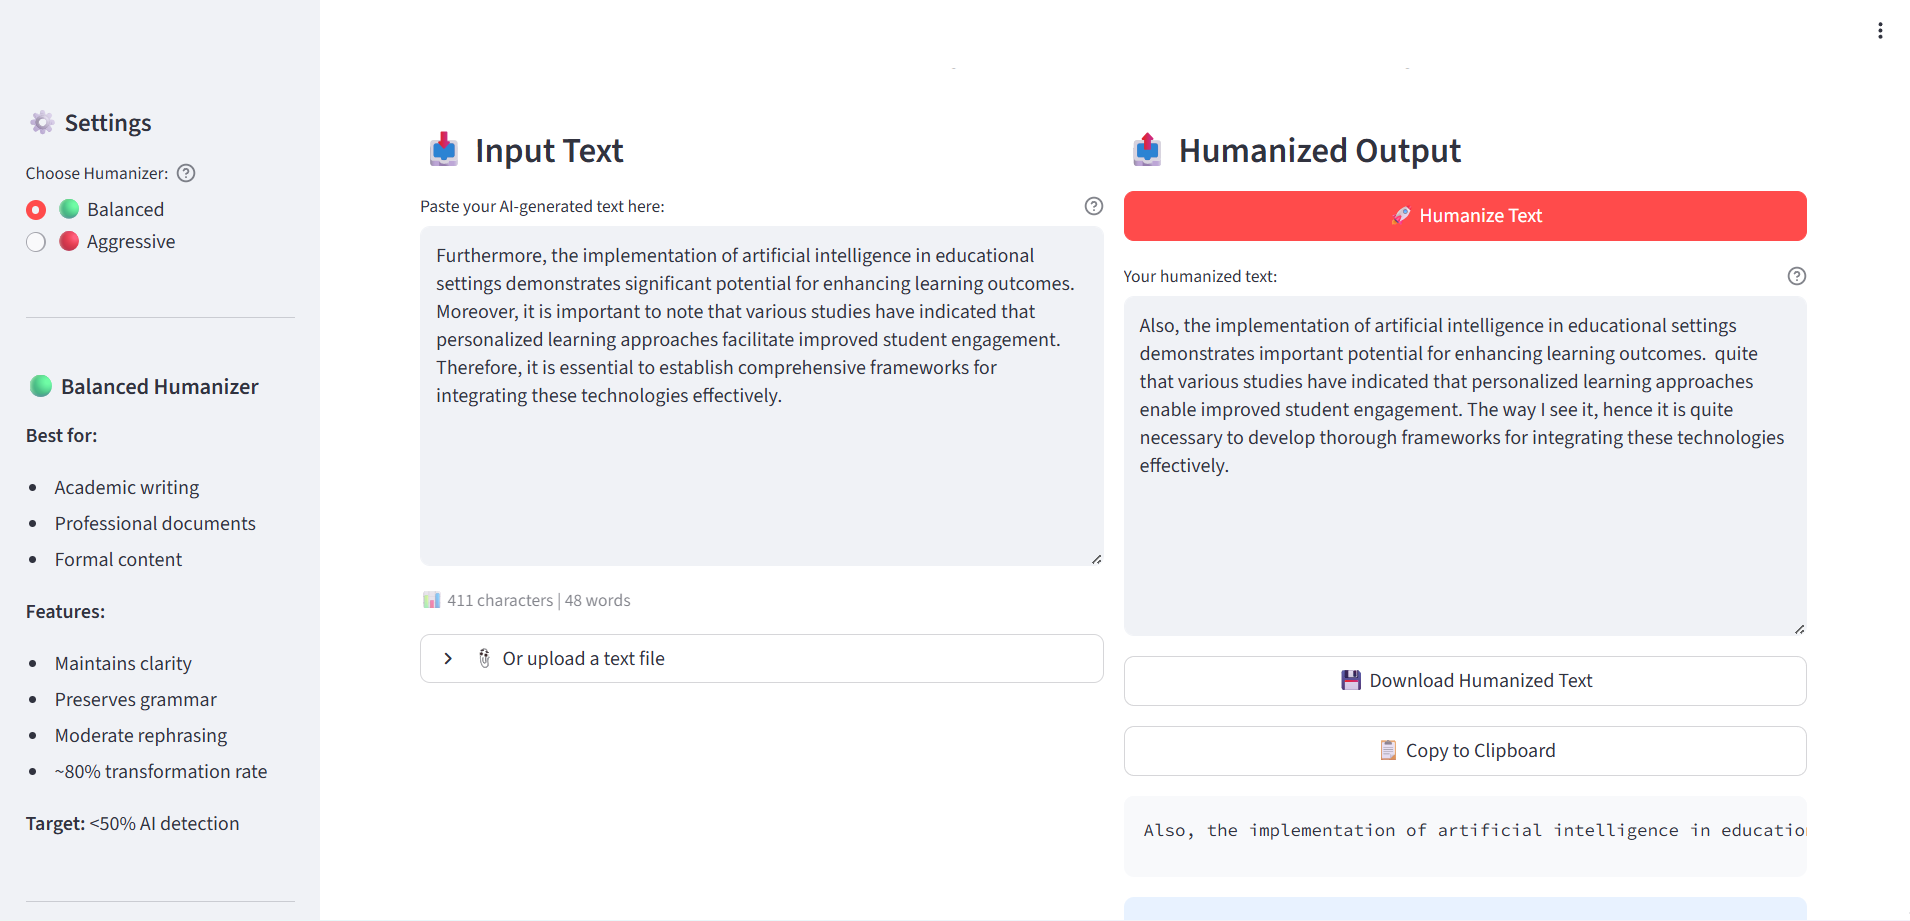 Settings
Choose Humanizer:
Balanced
Aggressive
Balanced Humanizer
Best for:
Academic writing
Professional documents
Formal content
Features:
Maintains clarity
Preserves grammar
Moderate rephrasing
~80% transformation rate
Target: <50% AI detection
Input Text
Paste your AI-generated text here:
Furthermore, the implementation of artificial intelligence in educational
settings demonstrates significant potential for enhancing learning outcomes.
Moreover, it is important to note that various studies have indicated that
personalized learning approaches facilitate improved student engagement.
Therefore, it is essential to establish comprehensive frameworks for
integrating these technologies effectively.
411 characters | 48 words
Or upload a text file
Humanized Output
Humanize Text
Your humanized text:
Also, the implementation of artificial intelligence in educational settings
demonstrates important potential for enhancing learning outcomes.  quite
that various studies have indicated that personalized learning approaches
enable improved student engagement. The way I see it, hence it is quite
necessary to develop thorough frameworks for integrating these technologies
effectively.
Download Humanized Text
Copy to Clipboard
Also, the implementation of artificial intelligence in educatio